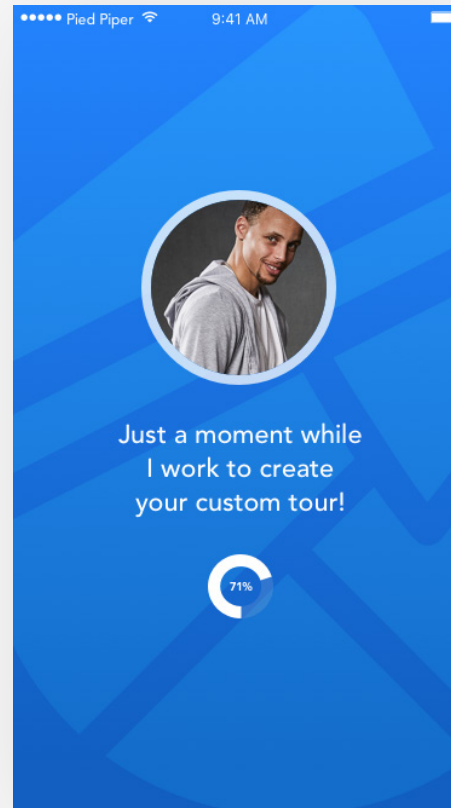 Pied Piper
9:41 AM
Just a moment while
I work to create
your custom tour!
71%